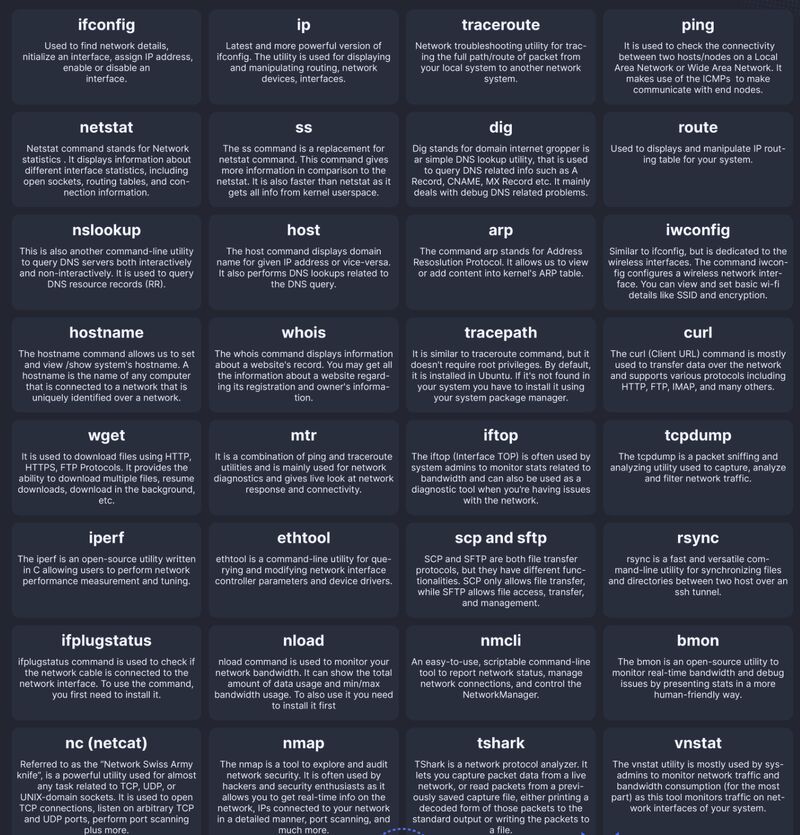 ifconfig
Used to find network details,
nitialize an interface, assign IP address,
enable or disable an
interface.
ip
Latest and more powerful version of
ifconfig. The utility is used for displaying
and manipulating routing, network
devices, interfaces.
traceroute
Network troubleshooting utility for trac-
ing the full path/route of packet from
your local system to another network
system.
ping
It is used to check the connectivity
between two hosts/nodes on a Local
Area Network or Wide Area Network. It
makes use of the ICMPs to make
communicate with end nodes.
netstat
Netstat command stands for Network
statistics . It displays information about
different interface statistics, including
open sockets, routing tables, and con-
nection information.
ss
The ss command is a replacement for
netstat command. This command gives
more information in comparison to the
netstat. It is also faster than netstat as it
gets all info from kernel userspace.
dig
Dig stands for domain internet gropper is
ar simple DNS lookup utility, that is used
to query DNS related info such as A
Record, CNAME, MX Record etc. It mainly
deals with debug DNS related problems.
route
Used to displays and manipulate IP rout-
ing table for your system.
nslookup
This is also another command-line utility
to query DNS servers both interactively
and non-interactively. It is used to query
DNS resource records (RR).
host
The host command displays domain
name for given IP address or vice-versa.
It also performs DNS lookups related to
the DNS query.
arp
The command arp stands for Address
Resoslution Protocol. It allows us to view
or add content into kernel's ARP table.
iwconfig
Similar to ifconfig, but is dedicated to the
wireless interfaces. The command iwcon-
fig configures a wireless network inter-
face. You can view and set basic wi-fi
details like SSID and encryption.
hostname
The hostname command allows us to set
and view /show system's hostname. A
hostname is the name of any computer
that is connected to a network that is
uniquely identified over a network.
whois
The whois command displays information
about a website's record. You may get all
the information about a website regard-
ing its registration and owner's informa-
tion.
tracepath
It is similar to traceroute command, but it
doesn't require root privileges. By default,
it is installed in Ubuntu. If it's not found in
your system you have to install it using
your system package manager.
curl
The curl (Client URL) command is mostly
used to transfer data over the network
and supports various protocols including
HTTP, FTP, IMAP, and many others.
wget
It is used to download files using HTTP,
HTTPS, FTP Protocols. It provides the
ability to download multiple files, resume
downloads, download in the background,
etc.
mtr
It is a combination of ping and traceroute
utilities and is mainly used for network
diagnostics and gives live look at network
response and connectivity.
iftop
The iftop (Interface TOP) is often used by
system admins to monitor stats related to
bandwidth and can also be used as a
diagnostic tool when you're having issues
with the network.
tcpdump
The tcpdump is a packet sniffing and
analyzing utility used to capture, analyze
and filter network traffic.
iperf
The iperf is an open-source utility written
in C allowing users to perform network
performance measurement and tuning.
ethtool
ethtool is a command-line utility for que-
rying and modifying network interface
controller parameters and device drivers.
scp and sftp
SCP and SFTP are both file transfer
protocols, but they have different func-
tionalities. SCP only allows file transfer,
while SFTP allows file access, transfer,
and management.
rsync
rsync is a fast and versatile com-
mand-line utility for synchronizing files
and directories between two host over an
ssh tunnel.
ifplugstatus
ifplugstatus command is used to check if
the network cable is connected to the
network interface. To use the command,
you first need to install it.
nload
nload command is used to monitor your
network bandwidth. It can show the total
amount of data usage and min/max
bandwidth usage. To also use it you need
to install it first
nmcli
An easy-to-use, scriptable command-line
tool to report network status, manage
network connections, and control the
NetworkManager.
bmon
The bmon is an open-source utility to
monitor real-time bandwidth and debug
issues by presenting stats in a more
human-friendly way.
nc (netcat)
Referred to as the “Network Swiss Army
knife”, is a powerful utility used for almost
any task related to TCP, UDP, or
UNIX-domain sockets. It is used to open
TCP connections, listen on arbitrary TCP
and UDP ports, perform port scanning
plus more.
nmap
The nmap is a tool to explore and audit
network security. It is often used by
hackers and security enthusiasts as it
allows you to get real-time info on the
network, IPs connected to your network
in a detailed manner, port scanning, and
much more.
tshark
TShark is a network protocol analyzer. It
lets you capture packet data from a live
network, or read packets from a previ-
ously saved capture file, either printing a
decoded form of those packets to the
standard output or writing the packets to
a file.
vnstat
The vnstat utility is mostly used by sys-
admins to monitor network traffic and
bandwidth consumption (for the most
part) as this tool monitors traffic on net-
work interfaces of your system.